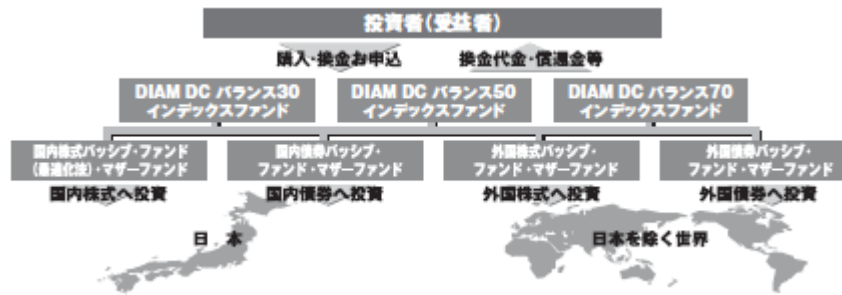 投資者(受益者)
購入・換金お申込 換金代金・償還金等
DIAM DC バランス30
インデックスファンド
DIAM DC バランス50
インデックスファンド
DIAM DC バランス70
インデックスファンド
国内株式パッシブ・ファンド
(最適化法)・マザーファンド
国内債券パッシブ・
ファンド・マザーファンド
外国株式パッシブ・
ファンド・マザーファンド
外国債券パッシブ・
ファンド・マザーファンド
国内株式へ投資 国内債券へ投資 外国株式へ投資 外国債券へ投資
日 本 日本を除く世界